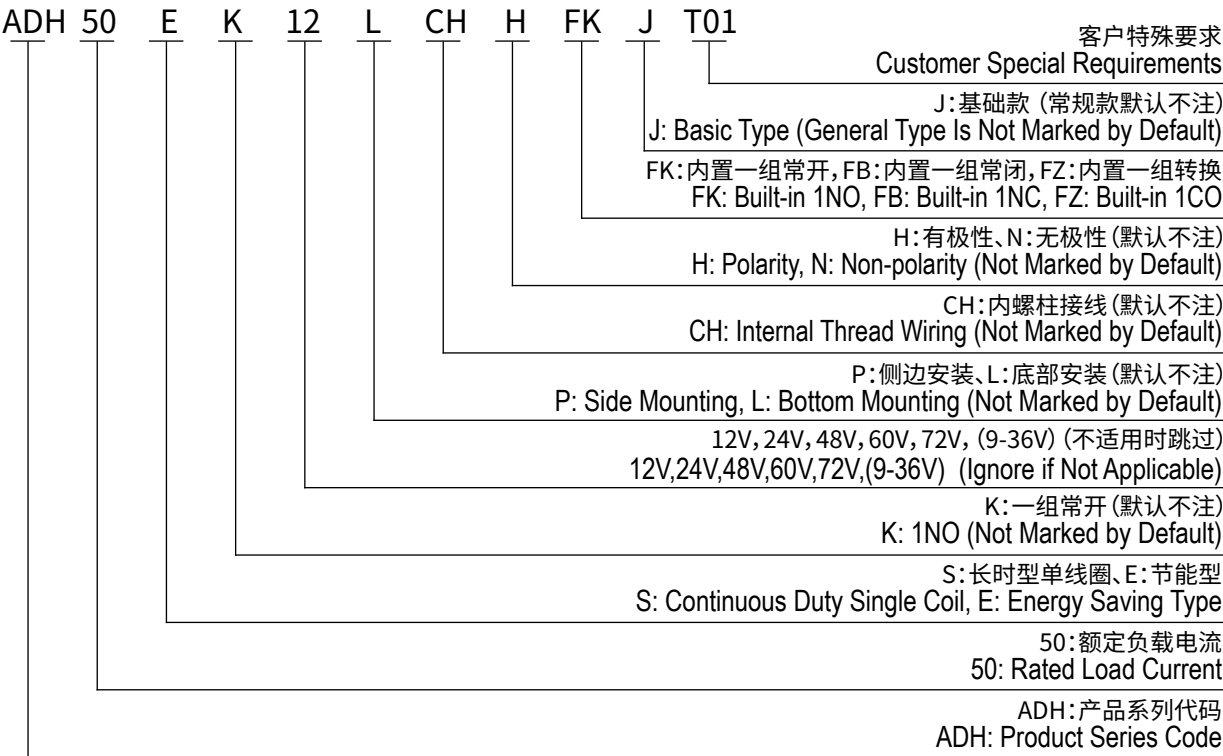 ADH 50 E K 12 L CH H FK J T01
客户特殊要求
Customer Special Requirements
J：基础款（常规款默认不注）
J: Basic Type (General Type Is Not Marked by Default)
FK：内置一组常开，FB：内置一组常闭，FZ：内置一组转换
FK: Built-in 1NO, FB: Built-in 1NC, FZ: Built-in 1CO
H：有极性、N：无极性（默认不注）
H: Polarity, N: Non-polarity (Not Marked by Default)
CH：内螺柱接线（默认不注）
CH: Internal Thread Wiring (Not Marked by Default)
P：侧边安装、L：底部安装（默认不注）
P: Side Mounting, L: Bottom Mounting (Not Marked by Default)
12V，24V，48V，60V，72V，（9-36V）（不适用时跳过）
12V,24V,48V,60V,72V,(9-36V) (Ignore if Not Applicable)
K：一组常开（默认不注）
K: 1NO (Not Marked by Default)
S：长时型单线圈、E：节能型
S: Continuous Duty Single Coil, E: Energy Saving Type
50：额定负载电流
50: Rated Load Current
ADH：产品系列代码
ADH: Product Series Code